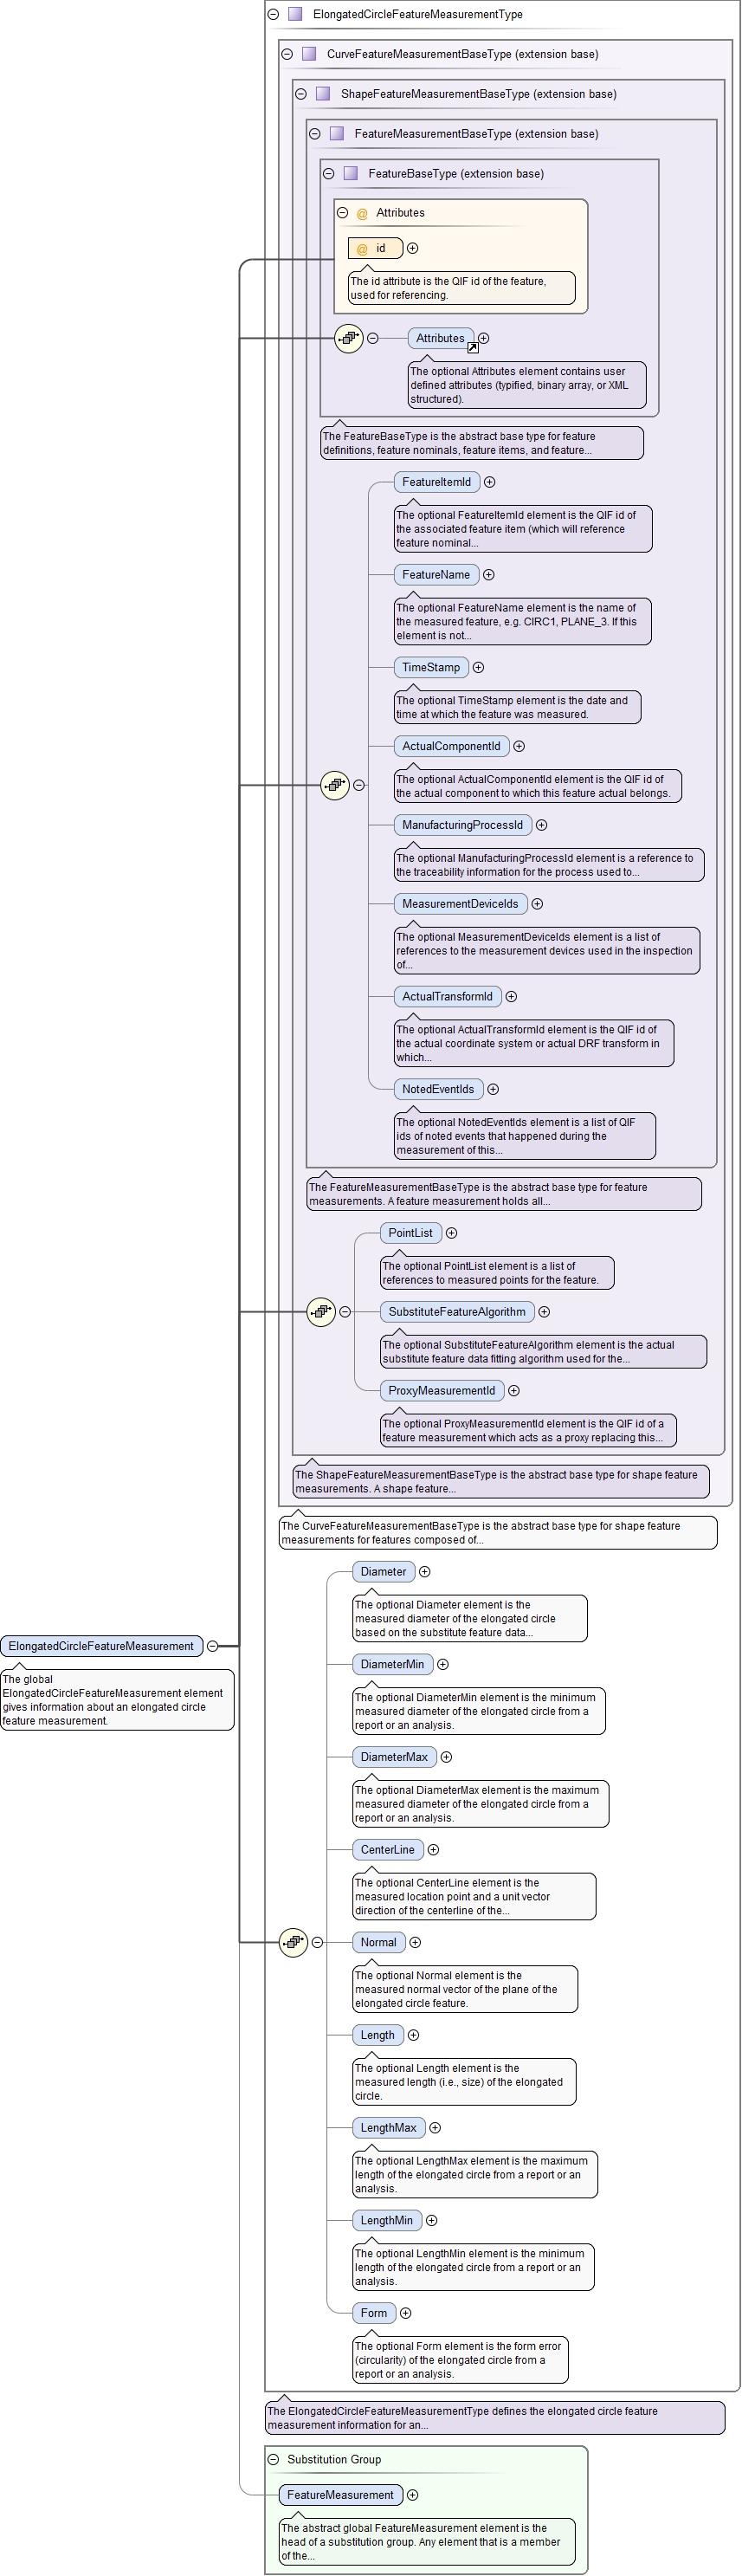 ElongatedCircleFeatureMeasurementType
CurveFeatureMeasurementBaseType (extension base)
ShapeFeatureMeasurementBaseType (extension base)
FeatureMeasurementBaseType (extension base)
FeatureBaseType (extension base)
@ Attributes
@ id
The id attribute is the QIF id of the feature,
used for referencing.
Attributes
The optional Attributes element contains user
defined attributes (typified, binary array, or XML
structured).
The FeatureBaseType is the abstract base type for feature
definitions, feature nominals, feature items, and feature...
FeatureItemId
The optional FeatureItemId element is the QIF id of
the associated feature item (which will reference
feature nominal...
FeatureName
The optional FeatureName element is the name of
the measured feature, e.g. CIRC1, PLANE_3. If this
element is not...
TimeStamp
The optional TimeStamp element is the date and
time at which the feature was measured.
ActualComponentId
The optional ActualComponentId element is the QIF id of
the actual component to which this feature actual belongs.
ManufacturingProcessId
The optional ManufacturingProcessId element is a reference to
the traceability information for the process used to...
MeasurementDeviceIds
The optional MeasurementDeviceIds element is a list of
references to the measurement devices used in the inspection
of...
ActualTransformId
The optional ActualTransformId element is the QIF id of
the actual coordinate system or actual DRF transform in
which...
NotedEventIds
The optional NotedEventIds element is a list of QIF
ids of noted events that happened during the
measurement of this...
The FeatureMeasurementBaseType is the abstract base type for feature
measurements. A feature measurement holds all...
PointList
The optional PointList element is a list of
references to measured points for the feature.
SubstituteFeatureAlgorithm
The optional SubstituteFeatureAlgorithm element is the actual
substitute feature data fitting algorithm used for the...
ProxyMeasurementId
The optional ProxyMeasurementId element is the QIF id of a
feature measurement which acts as a proxy replacing this...
The ShapeFeatureMeasurementBaseType is the abstract base type for shape feature
measurements. A shape feature...
The CurveFeatureMeasurementBaseType is the abstract base type for shape feature
measurements for features composed of...
Diameter
The optional Diameter element is the
measured diameter of the elongated circle
based on the substitute feature data...
ElongatedCircleFeatureMeasurement
The global
ElongatedCircleFeatureMeasurement element
gives information about an elongated circle
feature measurement.
DiameterMin
The optional DiameterMin element is the minimum
measured diameter of the elongated circle from a
report or an analysis.
DiameterMax
The optional DiameterMax element is the maximum
measured diameter of the elongated circle from a
report or an analysis.
CenterLine
The optional CenterLine element is the
measured location point and a unit vector
direction of the centerline of the...
Normal
The optional Normal element is the
measured normal vector of the plane of the
elongated circle feature.
Length
The optional Length element is the
measured length (i.e., size) of the elongated
circle.
LengthMax
The optional LengthMax element is the maximum
length of the elongated circle from a report or an
analysis.
LengthMin
The optional LengthMin element is the minimum
length of the elongated circle from a report or an
analysis.
Form
The optional Form element is the form error
(circularity) of the elongated circle from a
report or an analysis.
The ElongatedCircleFeatureMeasurementType defines the elongated circle feature
measurement information for an...
Substitution Group
FeatureMeasurement
The abstract global FeatureMeasurement element is the
head of a substitution group. Any element that is a member
of the...